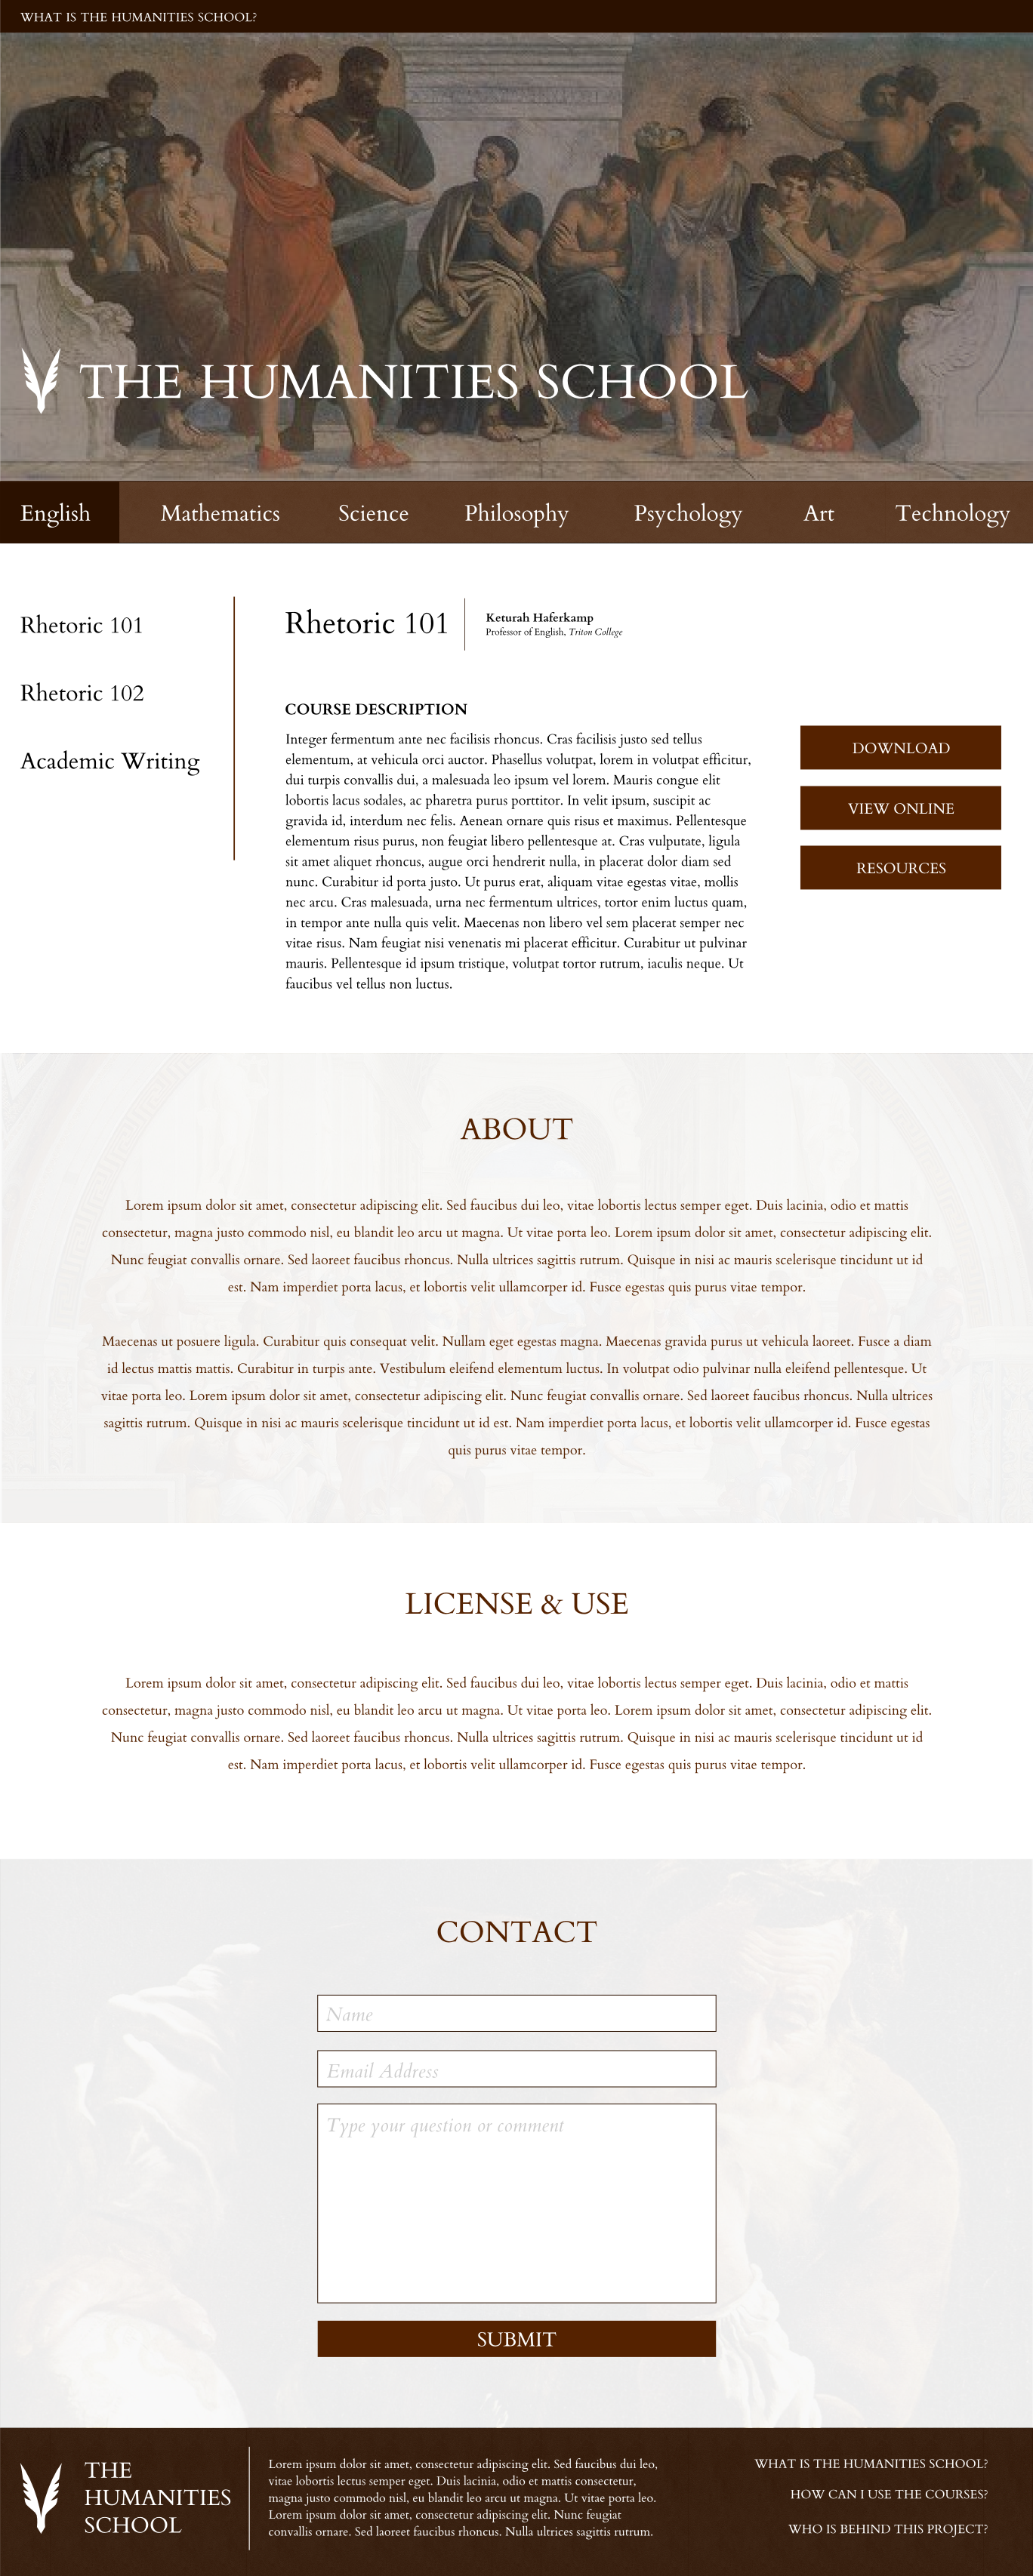 WHAT IS THE HUMANITIES SCHOOL?
THE HUMANITIES SCHOOL
English Mathematics Science Philosophy Psychology Art Technology
Rhetoric 101
Rhetoric 102
Academic Writing
Rhetoric 101
Keturah Haferkamp
Professor of English, Triton College
COURSE DESCRIPTION
Integer fermentum ante nec facilisis rhoncus. Cras facilisis justo sed tellus
elementum, at vehicula orci auctor. Phasellus volutpat, lorem in volutpat efficitur,
dui turpis convallis dui, a malesuada leo ipsum vel lorem. Mauris congue elit
lobortis lacus sodales, ac pharetra purus porttitor. In velit ipsum, suscipit ac
gravida id, interdum nec felis. Aenean ornare quis risus et maximus. Pellentesque
elementum risus purus, non feugiat libero pellentesque at. Cras vulputate, ligula
sit amet aliquet rhoncus, augue orci hendrerit nulla, in placerat dolor diam sed
nunc. Curabitur id porta justo. Ut purus erat, aliquam vitae egestas vitae, mollis
nec arcu. Cras malesuada, urna nec fermentum ultrices, tortor enim luctus quam,
in tempor ante nulla quis velit. Maecenas non libero vel sem placerat semper nec
vitae risus. Nam feugiat nisi venenatis mi placerat efficitur. Curabitur ut pulvinar
mauris. Pellentesque id ipsum tristique, volutpat tortor rutrum, iaculis neque. Ut
faucibus vel tellus non luctus.
DOWNLOAD
VIEW ONLINE
RESOURCES
ABOUT
Lorem ipsum dolor sit amet, consectetur adipiscing elit. Sed faucibus dui leo, vitae lobortis lectus semper eget. Duis lacinia, odio et mattis
consectetur, magna justo commodo nisl, eu blandit leo arcu ut magna. Ut vitae porta leo. Lorem ipsum dolor sit amet, consectetur adipiscing elit.
Nunc feugiat convallis ornare. Sed laoreet faucibus rhoncus. Nulla ultrices sagittis rutrum. Quisque in nisi ac mauris scelerisque tincidunt ut id
est. Nam imperdiet porta lacus, et lobortis velit ullamcorper id. Fusce egestas quis purus vitae tempor.
Maecenas ut posuere ligula. Curabitur quis consequat velit. Nullam eget egestas magna. Maecenas gravida purus ut vehicula laoreet. Fusce a diam
id lectus mattis mattis. Curabitur in turpis ante. Vestibulum eleifend elementum luctus. In volutpat odio pulvinar nulla eleifend pellentesque. Ut
vitae porta leo. Lorem ipsum dolor sit amet, consectetur adipiscing elit. Nunc feugiat convallis ornare. Sed laoreet faucibus rhoncus. Nulla ultrices
sagittis rutrum. Quisque in nisi ac mauris scelerisque tincidunt ut id est. Nam imperdiet porta lacus, et lobortis velit ullamcorper id. Fusce egestas
quis purus vitae tempor.
LICENSE & USE
Lorem ipsum dolor sit amet, consectetur adipiscing elit. Sed faucibus dui leo, vitae lobortis lectus semper eget. Duis lacinia, odio et mattis
consectetur, magna justo commodo nisl, eu blandit leo arcu ut magna. Ut vitae porta leo. Lorem ipsum dolor sit amet, consectetur adipiscing elit.
Nunc feugiat convallis ornare. Sed laoreet faucibus rhoncus. Nulla ultrices sagittis rutrum. Quisque in nisi ac mauris scelerisque tincidunt ut id
est. Nam imperdiet porta lacus, et lobortis velit ullamcorper id. Fusce egestas quis purus vitae tempor.
CONTACT
Name
Email Address
Type your question or comment
SUBMIT
THE
HUMANITIES
SCHOOL
Lorem ipsum dolor sit amet, consectetur adipiscing elit. Sed faucibus dui leo,
vitae lobortis lectus semper eget. Duis lacinia, odio et mattis consectetur,
magna justo commodo nisl, eu blandit leo arcu ut magna. Ut vitae porta leo.
Lorem ipsum dolor sit amet, consectetur adipiscing elit. Nunc feugiat
convallis ornare. Sed laoreet faucibus rhoncus. Nulla ultrices sagittis rutrum.
WHAT IS THE HUMANITIES SCHOOL?
HOW CAN I USE THE COURSES?
WHO IS BEHIND THIS PROJECT?